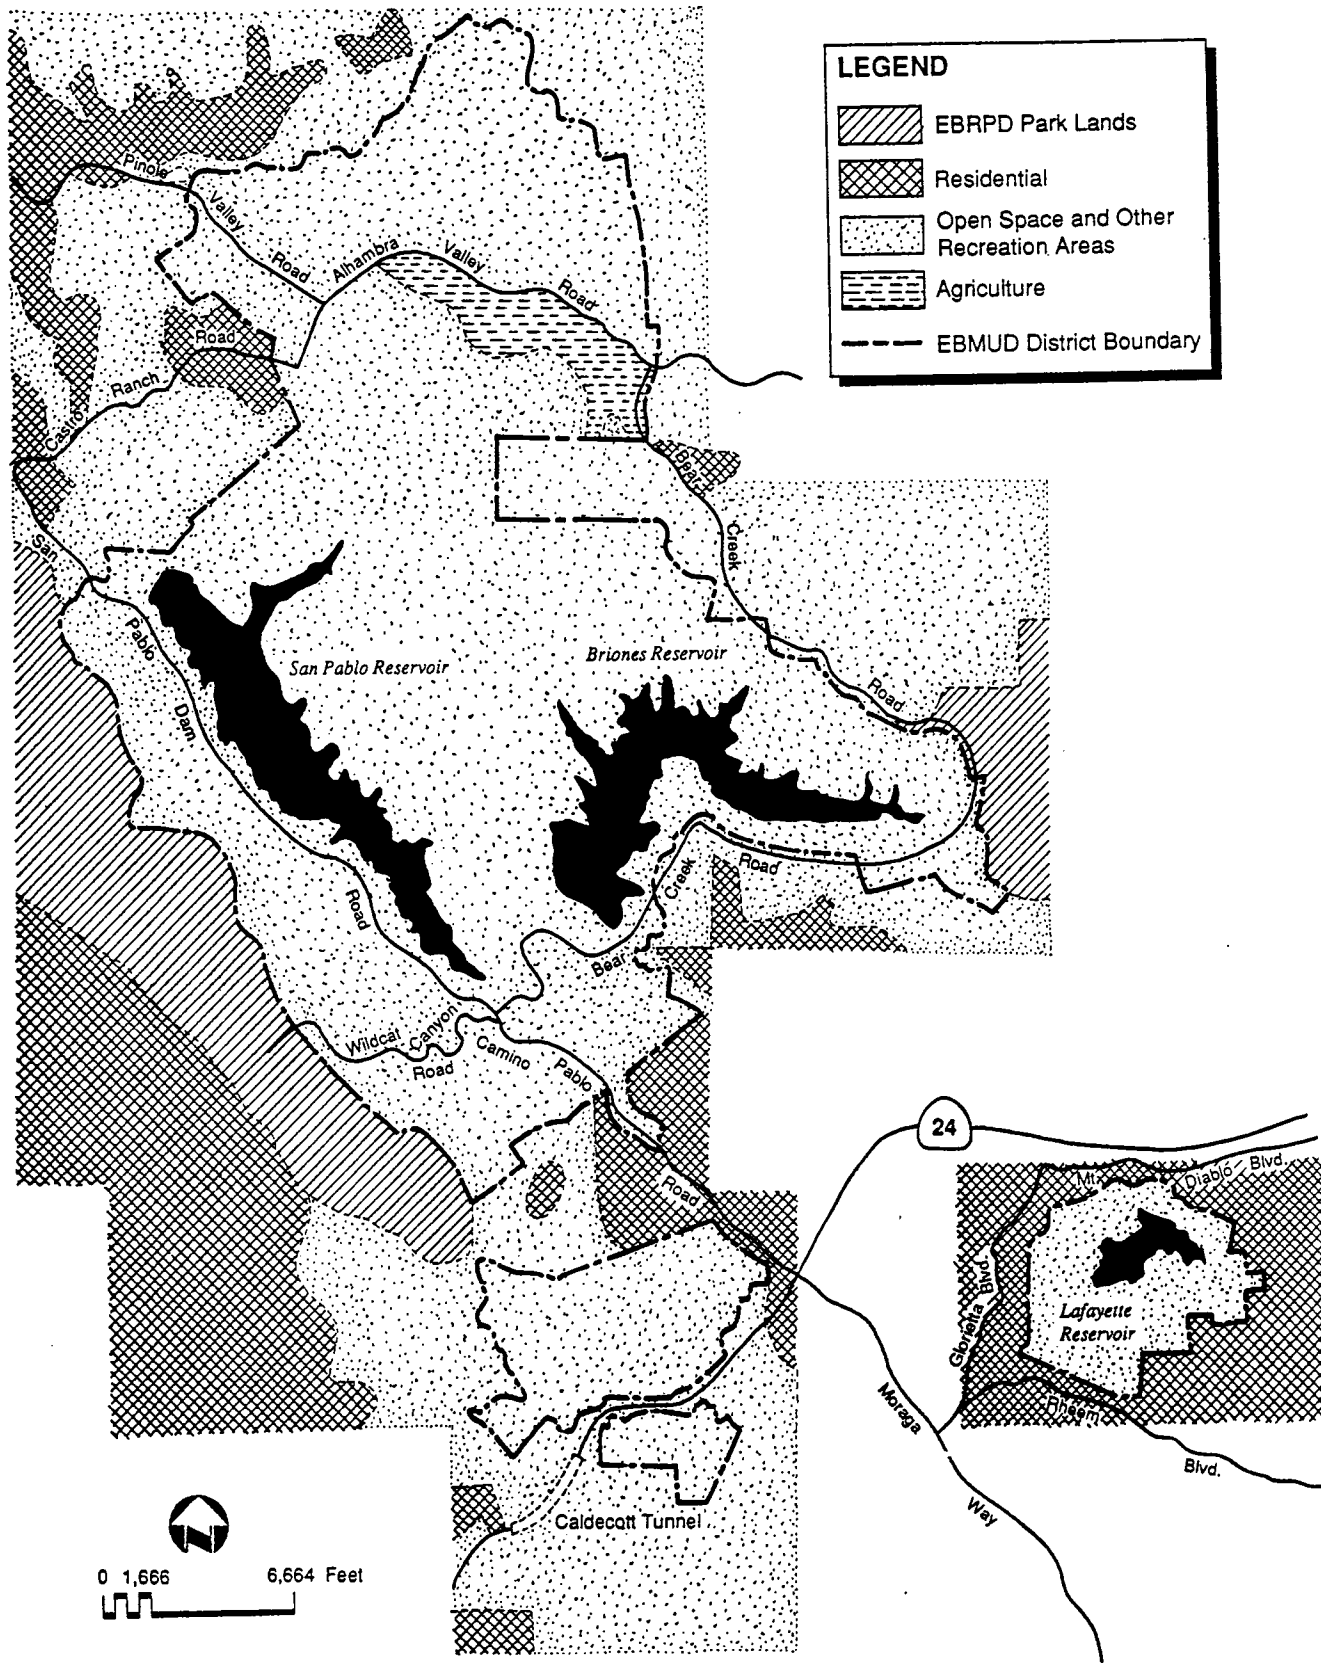 LEGEND
EBRPD Park Lands
Residential
Open Space and Other
Recreation Areas
Agriculture
EBMUD District Boundary
Pinole
Valley
Road
Alhambra
Valley
Road
Road
Ranch
Castro
Bear
Creek
Road
San
Pablo
Dam
Road
San Pablo Reservoir
Briones Reservoir
Road
Creek
Bear
Wildcat
Canyon
Road
Camino
Pablo
Road
24
Mt.
Diablo Blvd.
Glorietta Blvd.
Lafayette
Reservoir
Rheem
Blvd.
Moraga
Way
Caldecott Tunnel
N
0 1,666 6,664 Feet